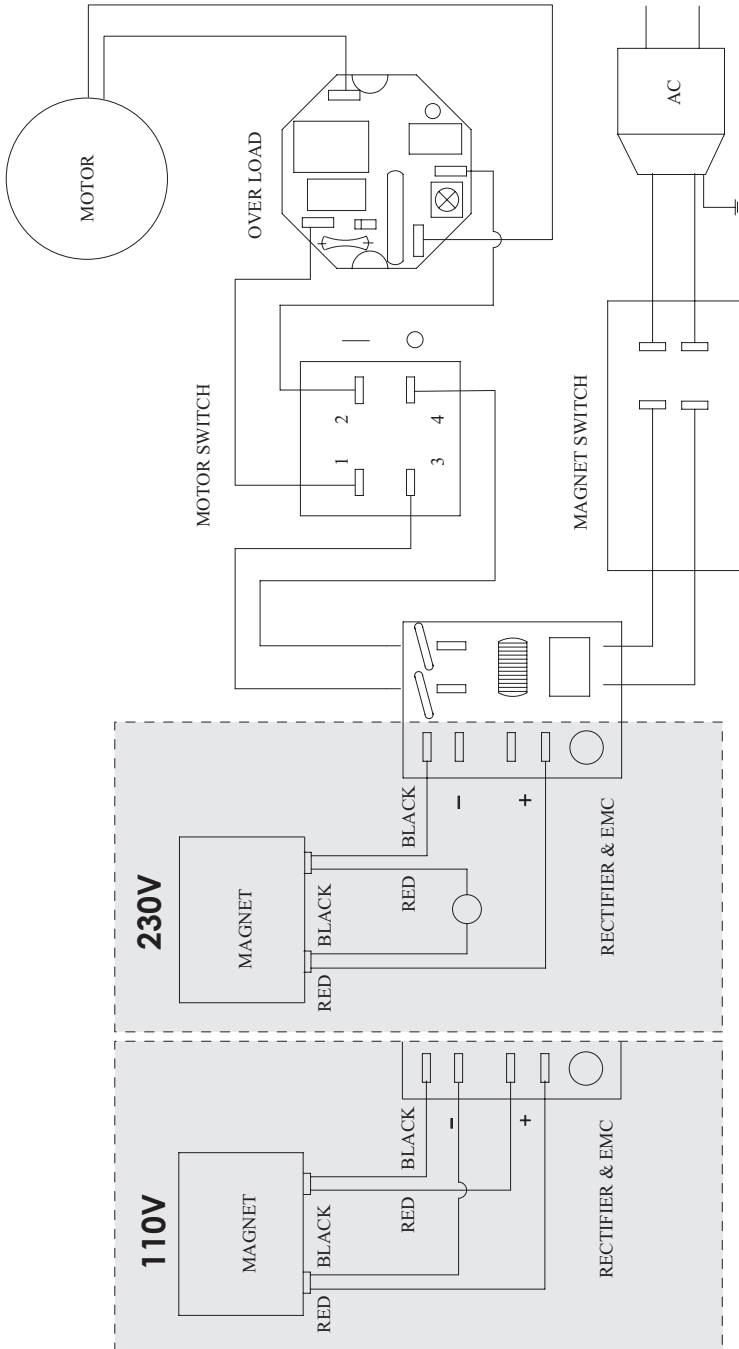 110V
MAGNET
RED
BLACK
RED
BLACK
−
+
RECTIFIER & EMC
230V
MAGNET
RED
BLACK
RED
BLACK
−
+
RECTIFIER & EMC
MOTOR SWITCH
1
2
3
4
MAGNET SWITCH
OVER LOAD
MOTOR
AC